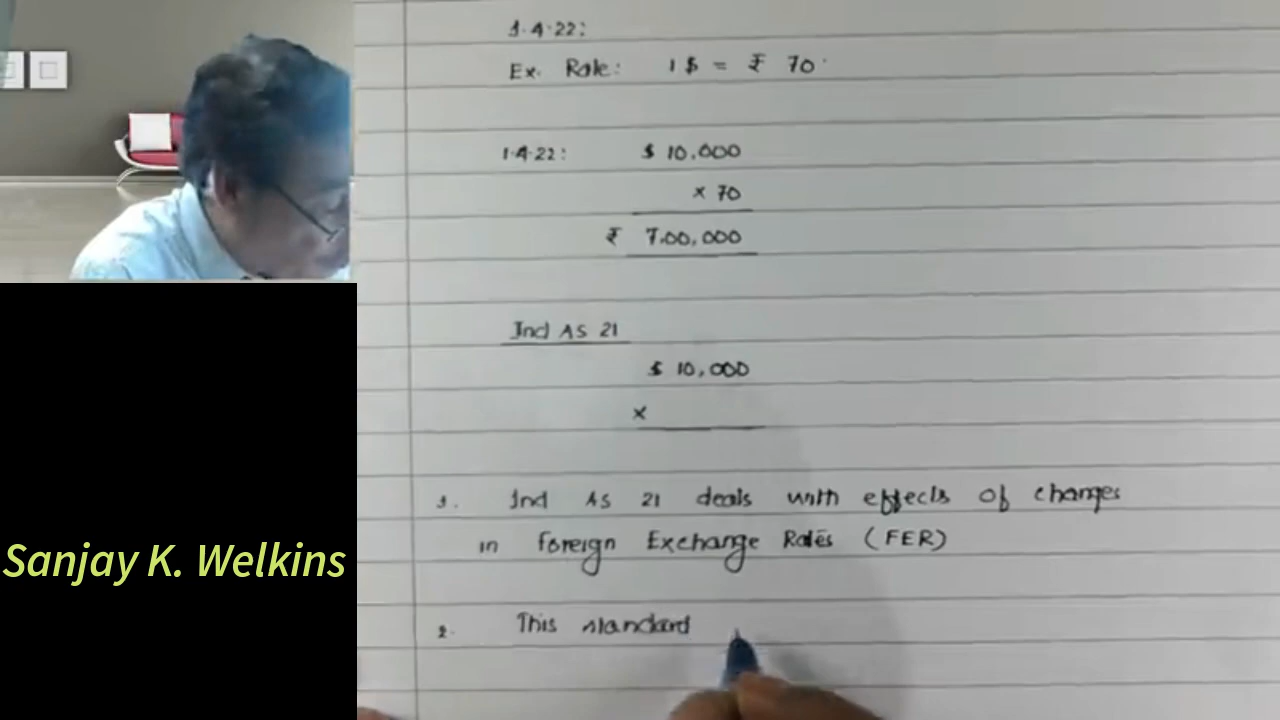 1.4.22:
Ex. Rate: 1 $ = ₹ 70
1.4.22: $ 10,000
× 70
₹ 7,00,000
Ind AS 21
$ 10,000
×
1. Ind AS 21 deals with effects of changes
in Foreign Exchange Rates (FER)
2. This standard
Sanjay K. Welkins